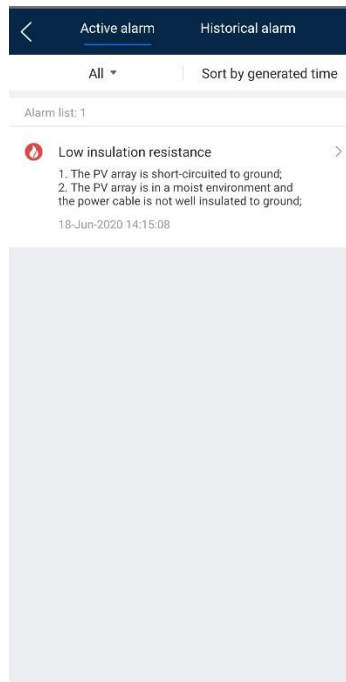 Active alarm
Historical alarm
All
Sort by generated time
Alarm list: 1
Low insulation resistance
1. The PV array is short-circuited to ground;
2. The PV array is in a moist environment and
the power cable is not well insulated to ground;
18-Jun-2020 14:15:08